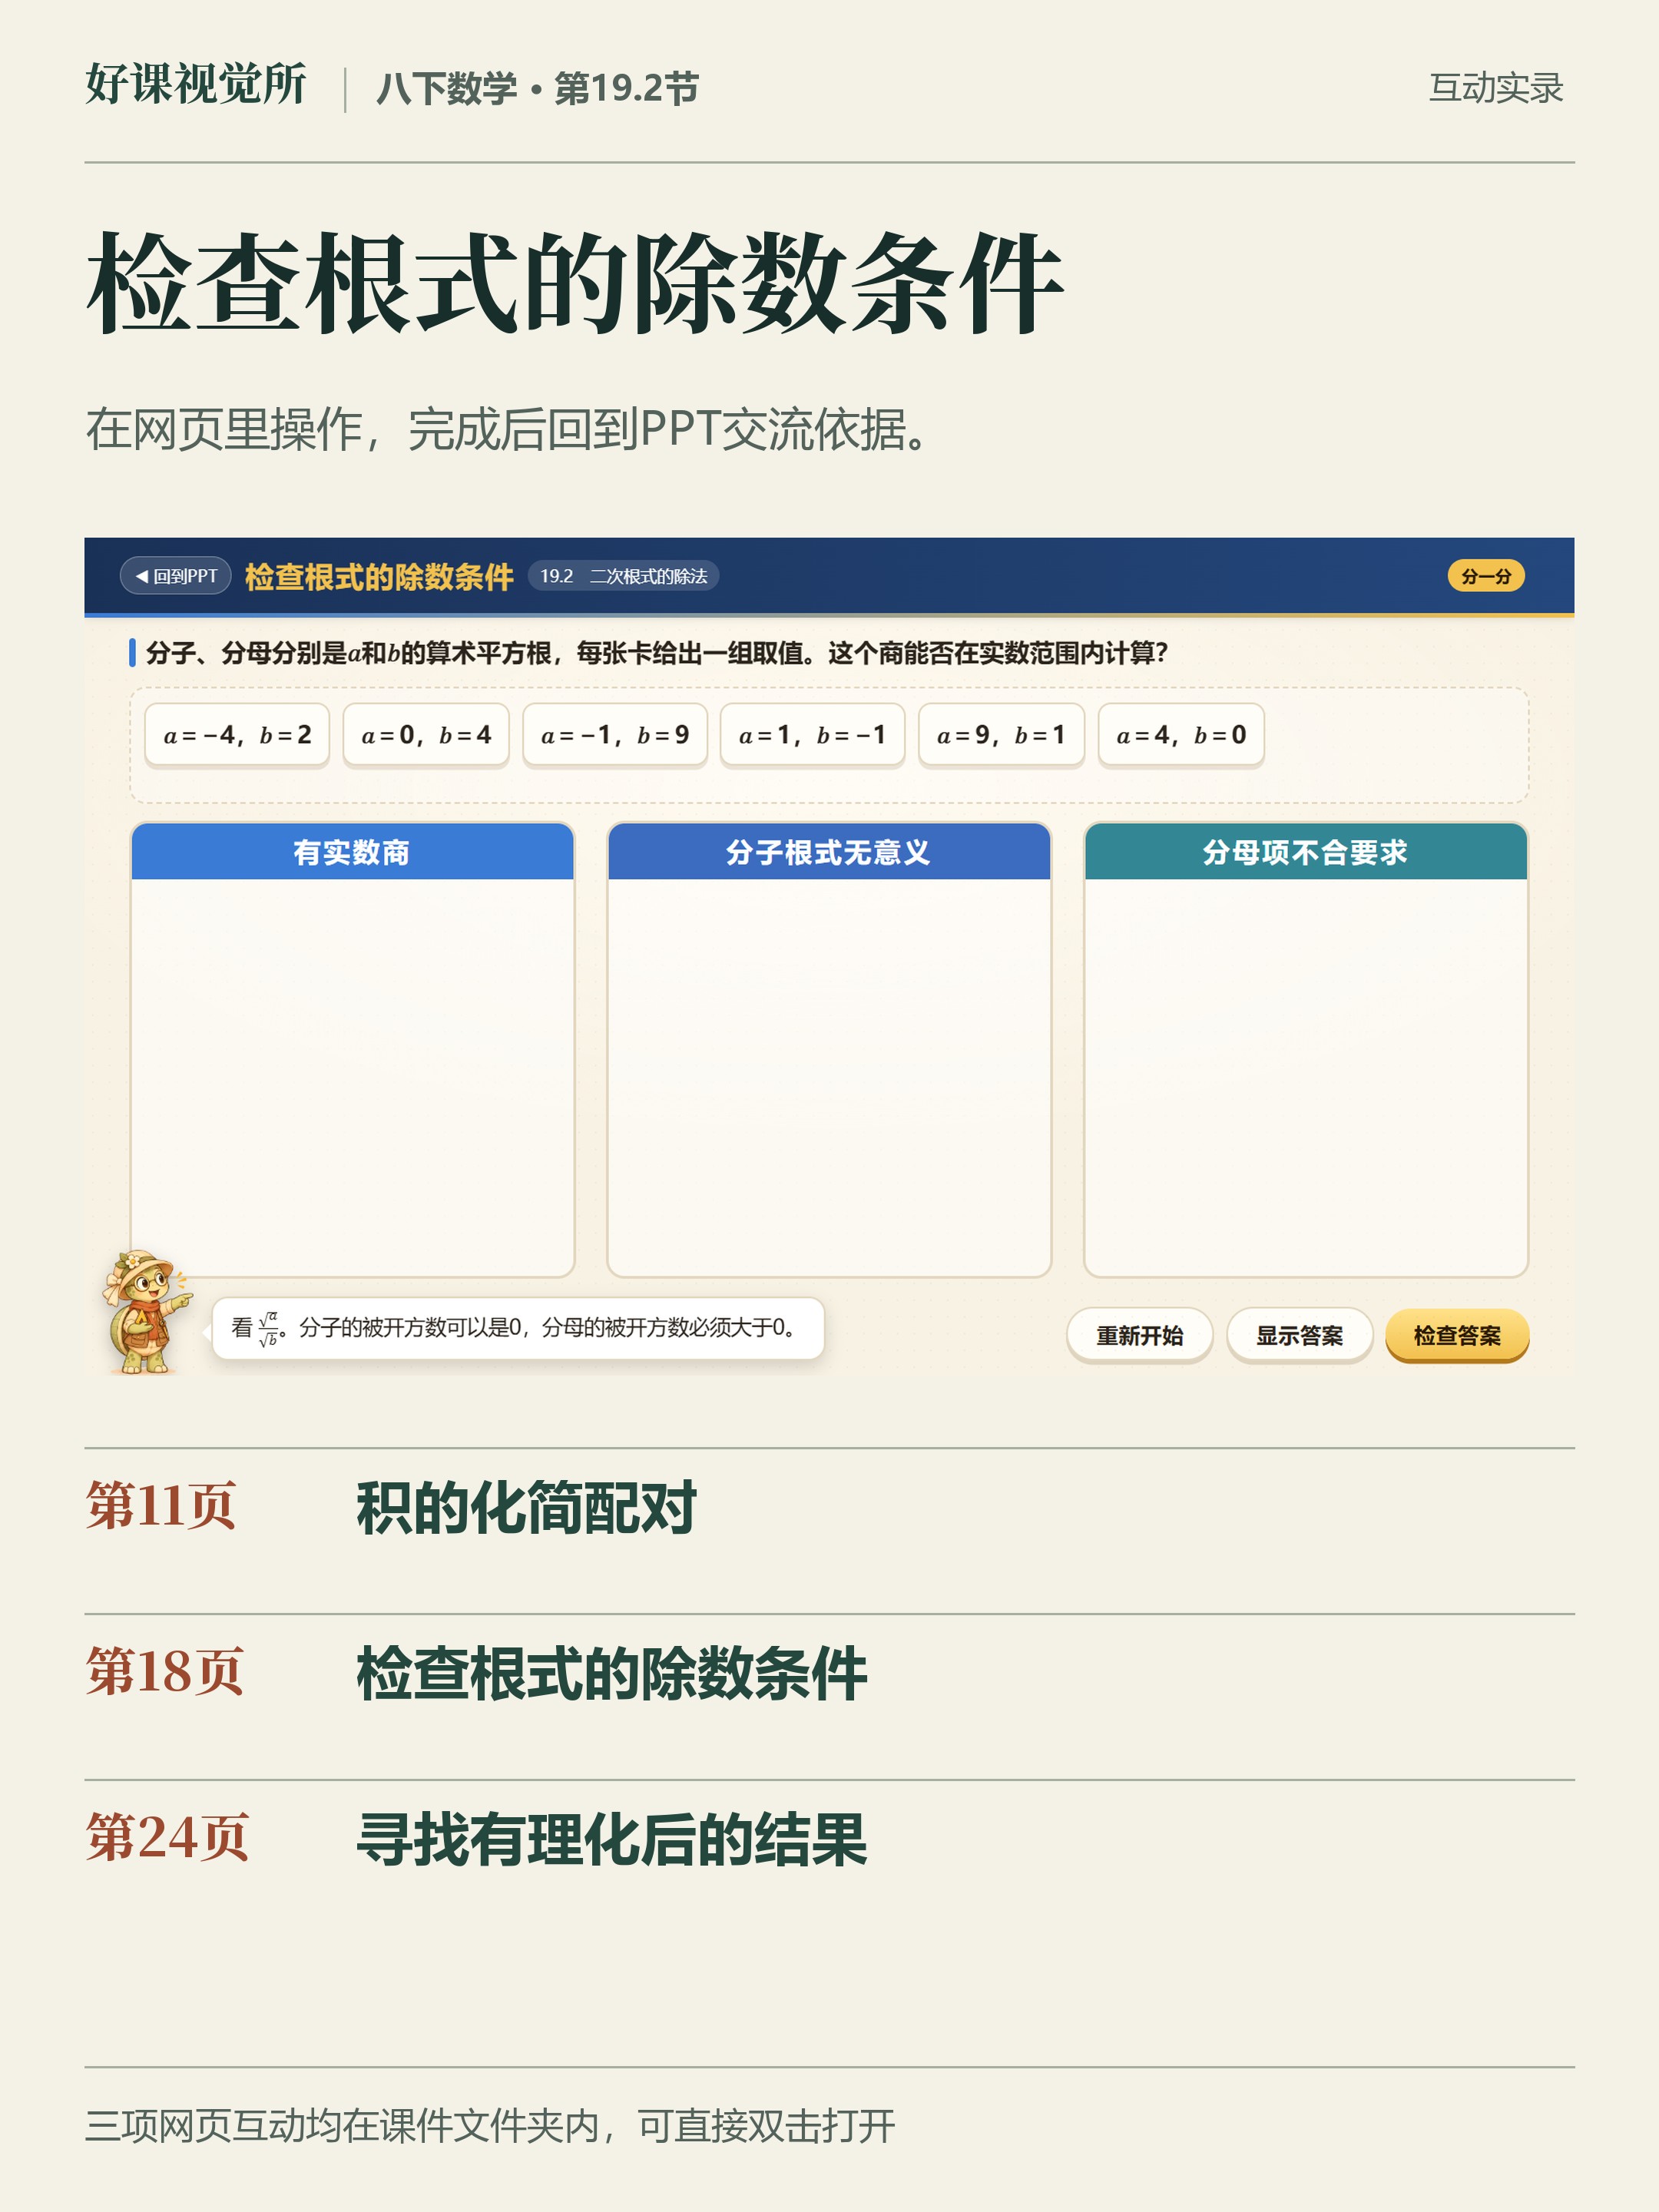 好课视觉所 八下数学·第19.2节 互动实录
检查根式的除数条件
在网页里操作，完成后回到PPT交流依据。
◀ 回到PPT 检查根式的除数条件 19.2 二次根式的除法 分一分
分子、分母分别是a和b的算术平方根，每张卡给出一组取值。这个商能否在实数范围内计算？
a=−4，b=2 a=0，b=4 a=−1，b=9 a=1，b=−1 a=9，b=1 a=4，b=0
有实数商 分子根式无意义 分母项不合要求
看 √a/√b。分子的被开方数可以是0，分母的被开方数必须大于0。
重新开始 显示答案 检查答案
第11页 积的化简配对
第18页 检查根式的除数条件
第24页 寻找有理化后的结果
三项网页互动均在课件文件夹内，可直接双击打开